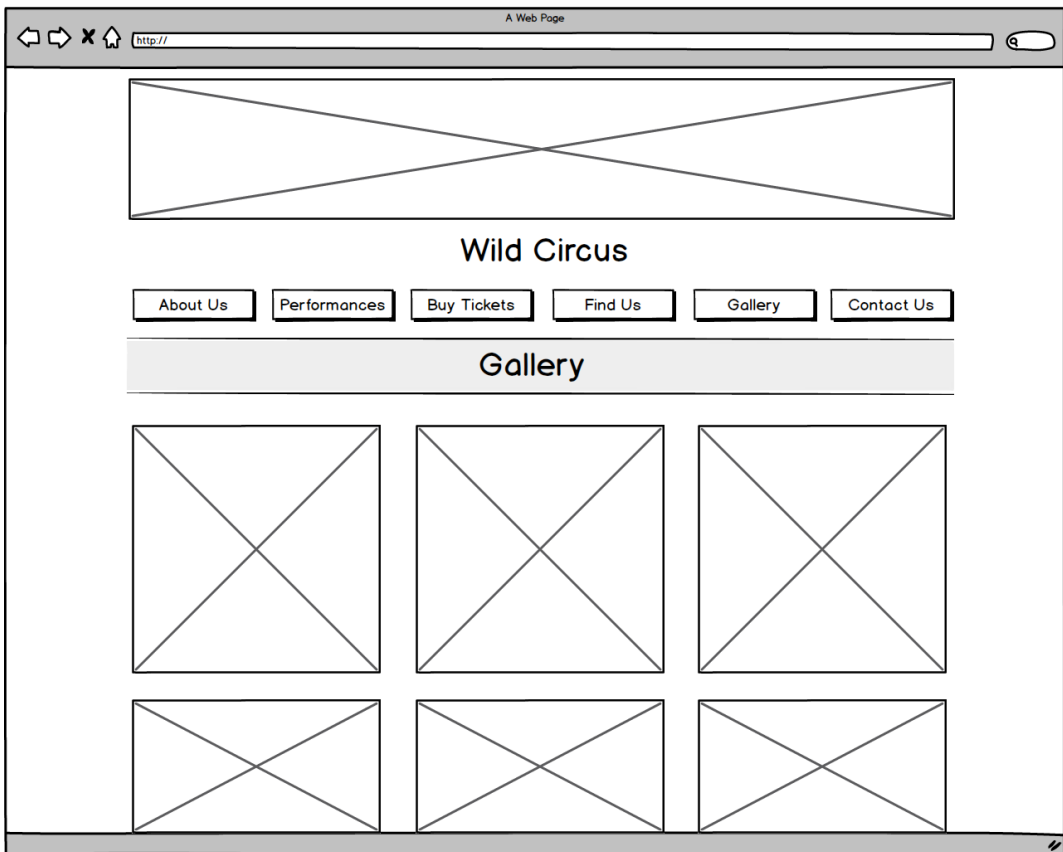 A Web Page
http://
Wild Circus
About Us Performances Buy Tickets Find Us Gallery Contact Us
Gallery